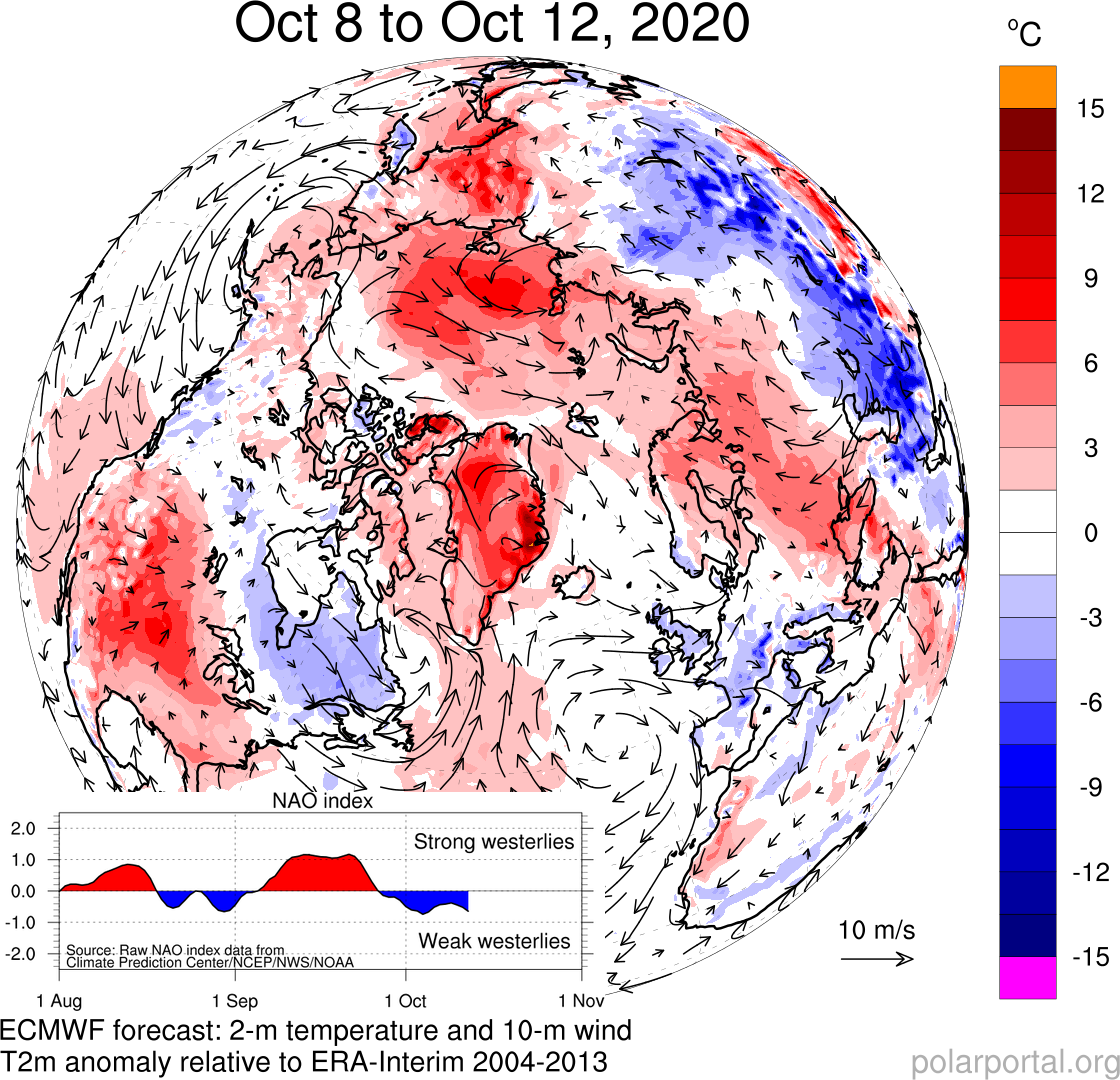 Oct 8 to Oct 12, 2020
°C
15
12
9
6
3
0
-3
-6
-9
-12
-15
10 m/s
NAO index
2.0
1.0
0.0
-1.0
-2.0
Strong westerlies
Weak westerlies
Source: Raw NAO index data from
Climate Prediction Center/NCEP/NWS/NOAA
1 Aug
1 Sep
1 Oct
1 Nov
ECMWF forecast: 2-m temperature and 10-m wind
T2m anomaly relative to ERA-Interim 2004-2013
polarportal.org